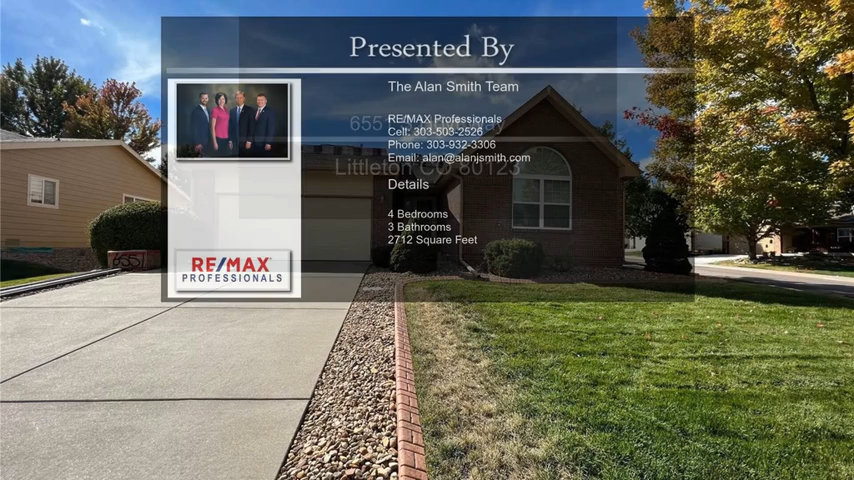 Presented By
The Alan Smith Team
RE/MAX Professionals
Cell: 303-503-2526
Phone: 303-932-3306
Email: alan@alanjsmith.com
Littleton CO 80123
Details
4 Bedrooms
3 Bathrooms
2712 Square Feet
6551
RE/MAX
PROFESSIONALS